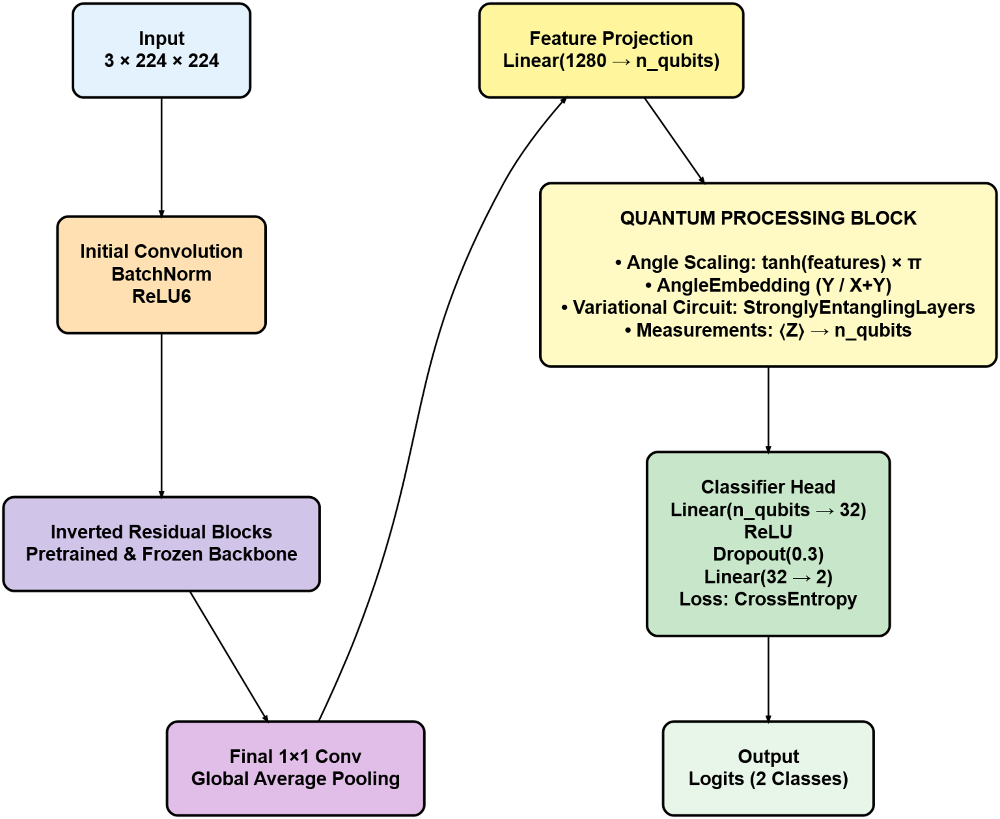 Input
3 × 224 × 224
Initial Convolution
BatchNorm
ReLU6
Inverted Residual Blocks
Pretrained & Frozen Backbone
Final 1×1 Conv
Global Average Pooling
Feature Projection
Linear(1280 → n_qubits)
QUANTUM PROCESSING BLOCK
• Angle Scaling: tanh(features) × π
• AngleEmbedding (Y / X+Y)
• Variational Circuit: StronglyEntanglingLayers
• Measurements: ⟨Z⟩ → n_qubits
Classifier Head
Linear(n_qubits → 32)
ReLU
Dropout(0.3)
Linear(32 → 2)
Loss: CrossEntropy
Output
Logits (2 Classes)